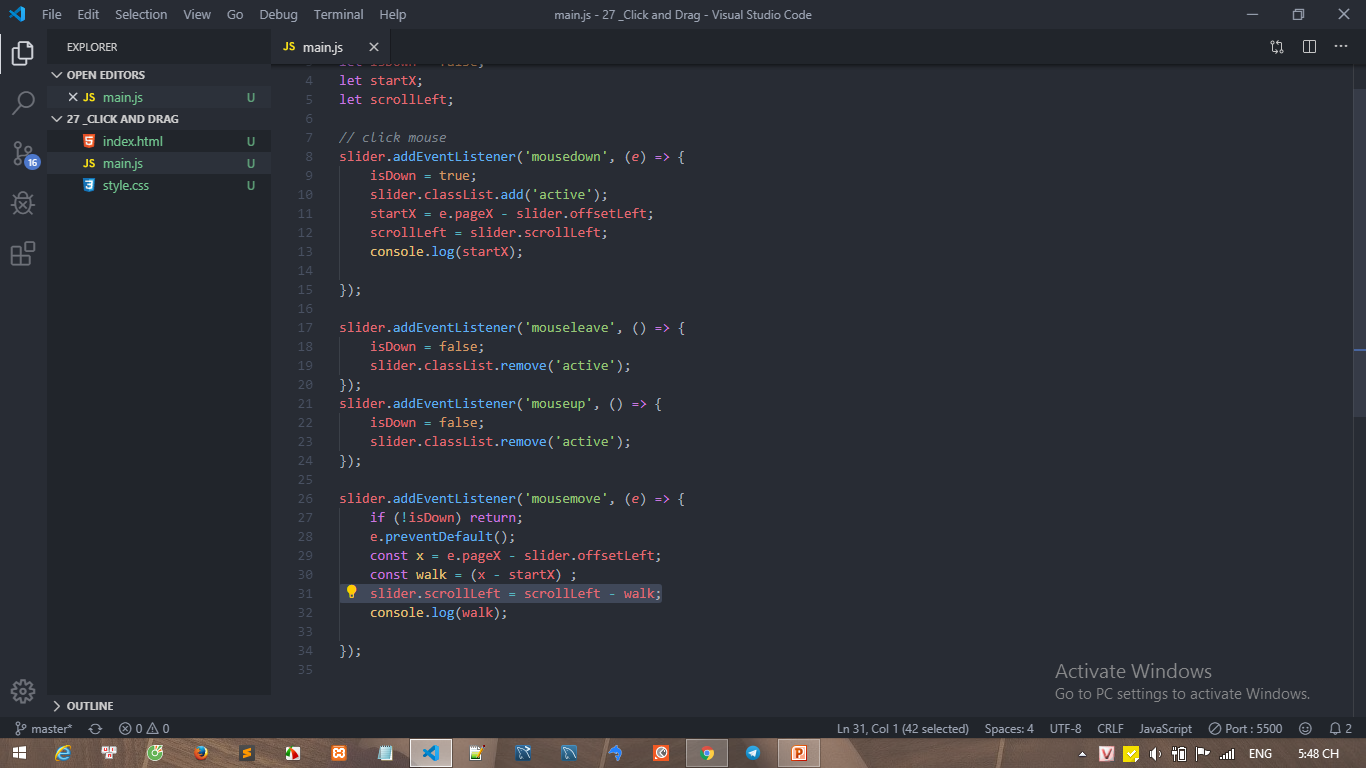 File Edit Selection View Go Debug Terminal Help main.js - 27 _Click and Drag - Visual Studio Code
EXPLORER
JS main.js
OPEN EDITORS
JS main.js U
27 _CLICK AND DRAG
index.html U
JS main.js U
style.css U
4 let startX;
5 let scrollLeft;
6
7 // click mouse
8 slider.addEventListener('mousedown', (e) => {
9 isDown = true;
10 slider.classList.add('active');
11 startX = e.pageX - slider.offsetLeft;
12 scrollLeft = slider.scrollLeft;
13 console.log(startX);
14
15 });
16
17 slider.addEventListener('mouseleave', () => {
18 isDown = false;
19 slider.classList.remove('active');
20 });
21 slider.addEventListener('mouseup', () => {
22 isDown = false;
23 slider.classList.remove('active');
24 });
25
26 slider.addEventListener('mousemove', (e) => {
27 if (!isDown) return;
28 e.preventDefault();
29 const x = e.pageX - slider.offsetLeft;
30 const walk = (x - startX) ;
31 slider.scrollLeft = scrollLeft - walk;
32 console.log(walk);
33
34 });
35
16
Activate Windows
Go to PC settings to activate Windows.
OUTLINE
master* 0 0 Ln 31, Col 1 (42 selected) Spaces: 4 UTF-8 CRLF JavaScript Port : 5500 2
ENG 5:48 CH